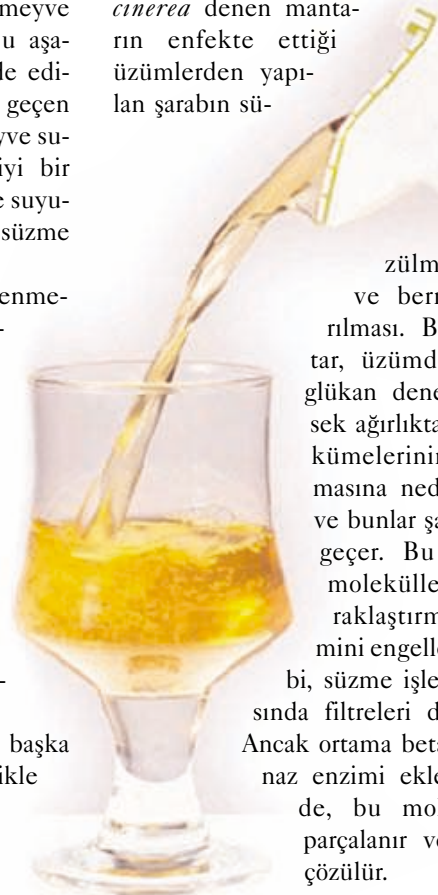 meyve
u aşa-
le edi-
geçen
yve su-
iyi bir
e suyu-
süzme
enme-
-
-
başka
ikle
cinerea denen manta-
rın enfekte ettiği
üzümlerden yapı-
lan şarabın sü-
zülm
ve berr
rılması. B
tar, üzümd
glükan dene
sek ağırlıkta
kümelerinin
masına ned
ve bunlar şa
geçer. Bu
molekülle
raklaştırm
mini engelle
bi, süzme işle
sında filtreleri d
Ancak ortama beta
naz enzimi ekle
de, bu mo
parçalanır ve
çözülür.